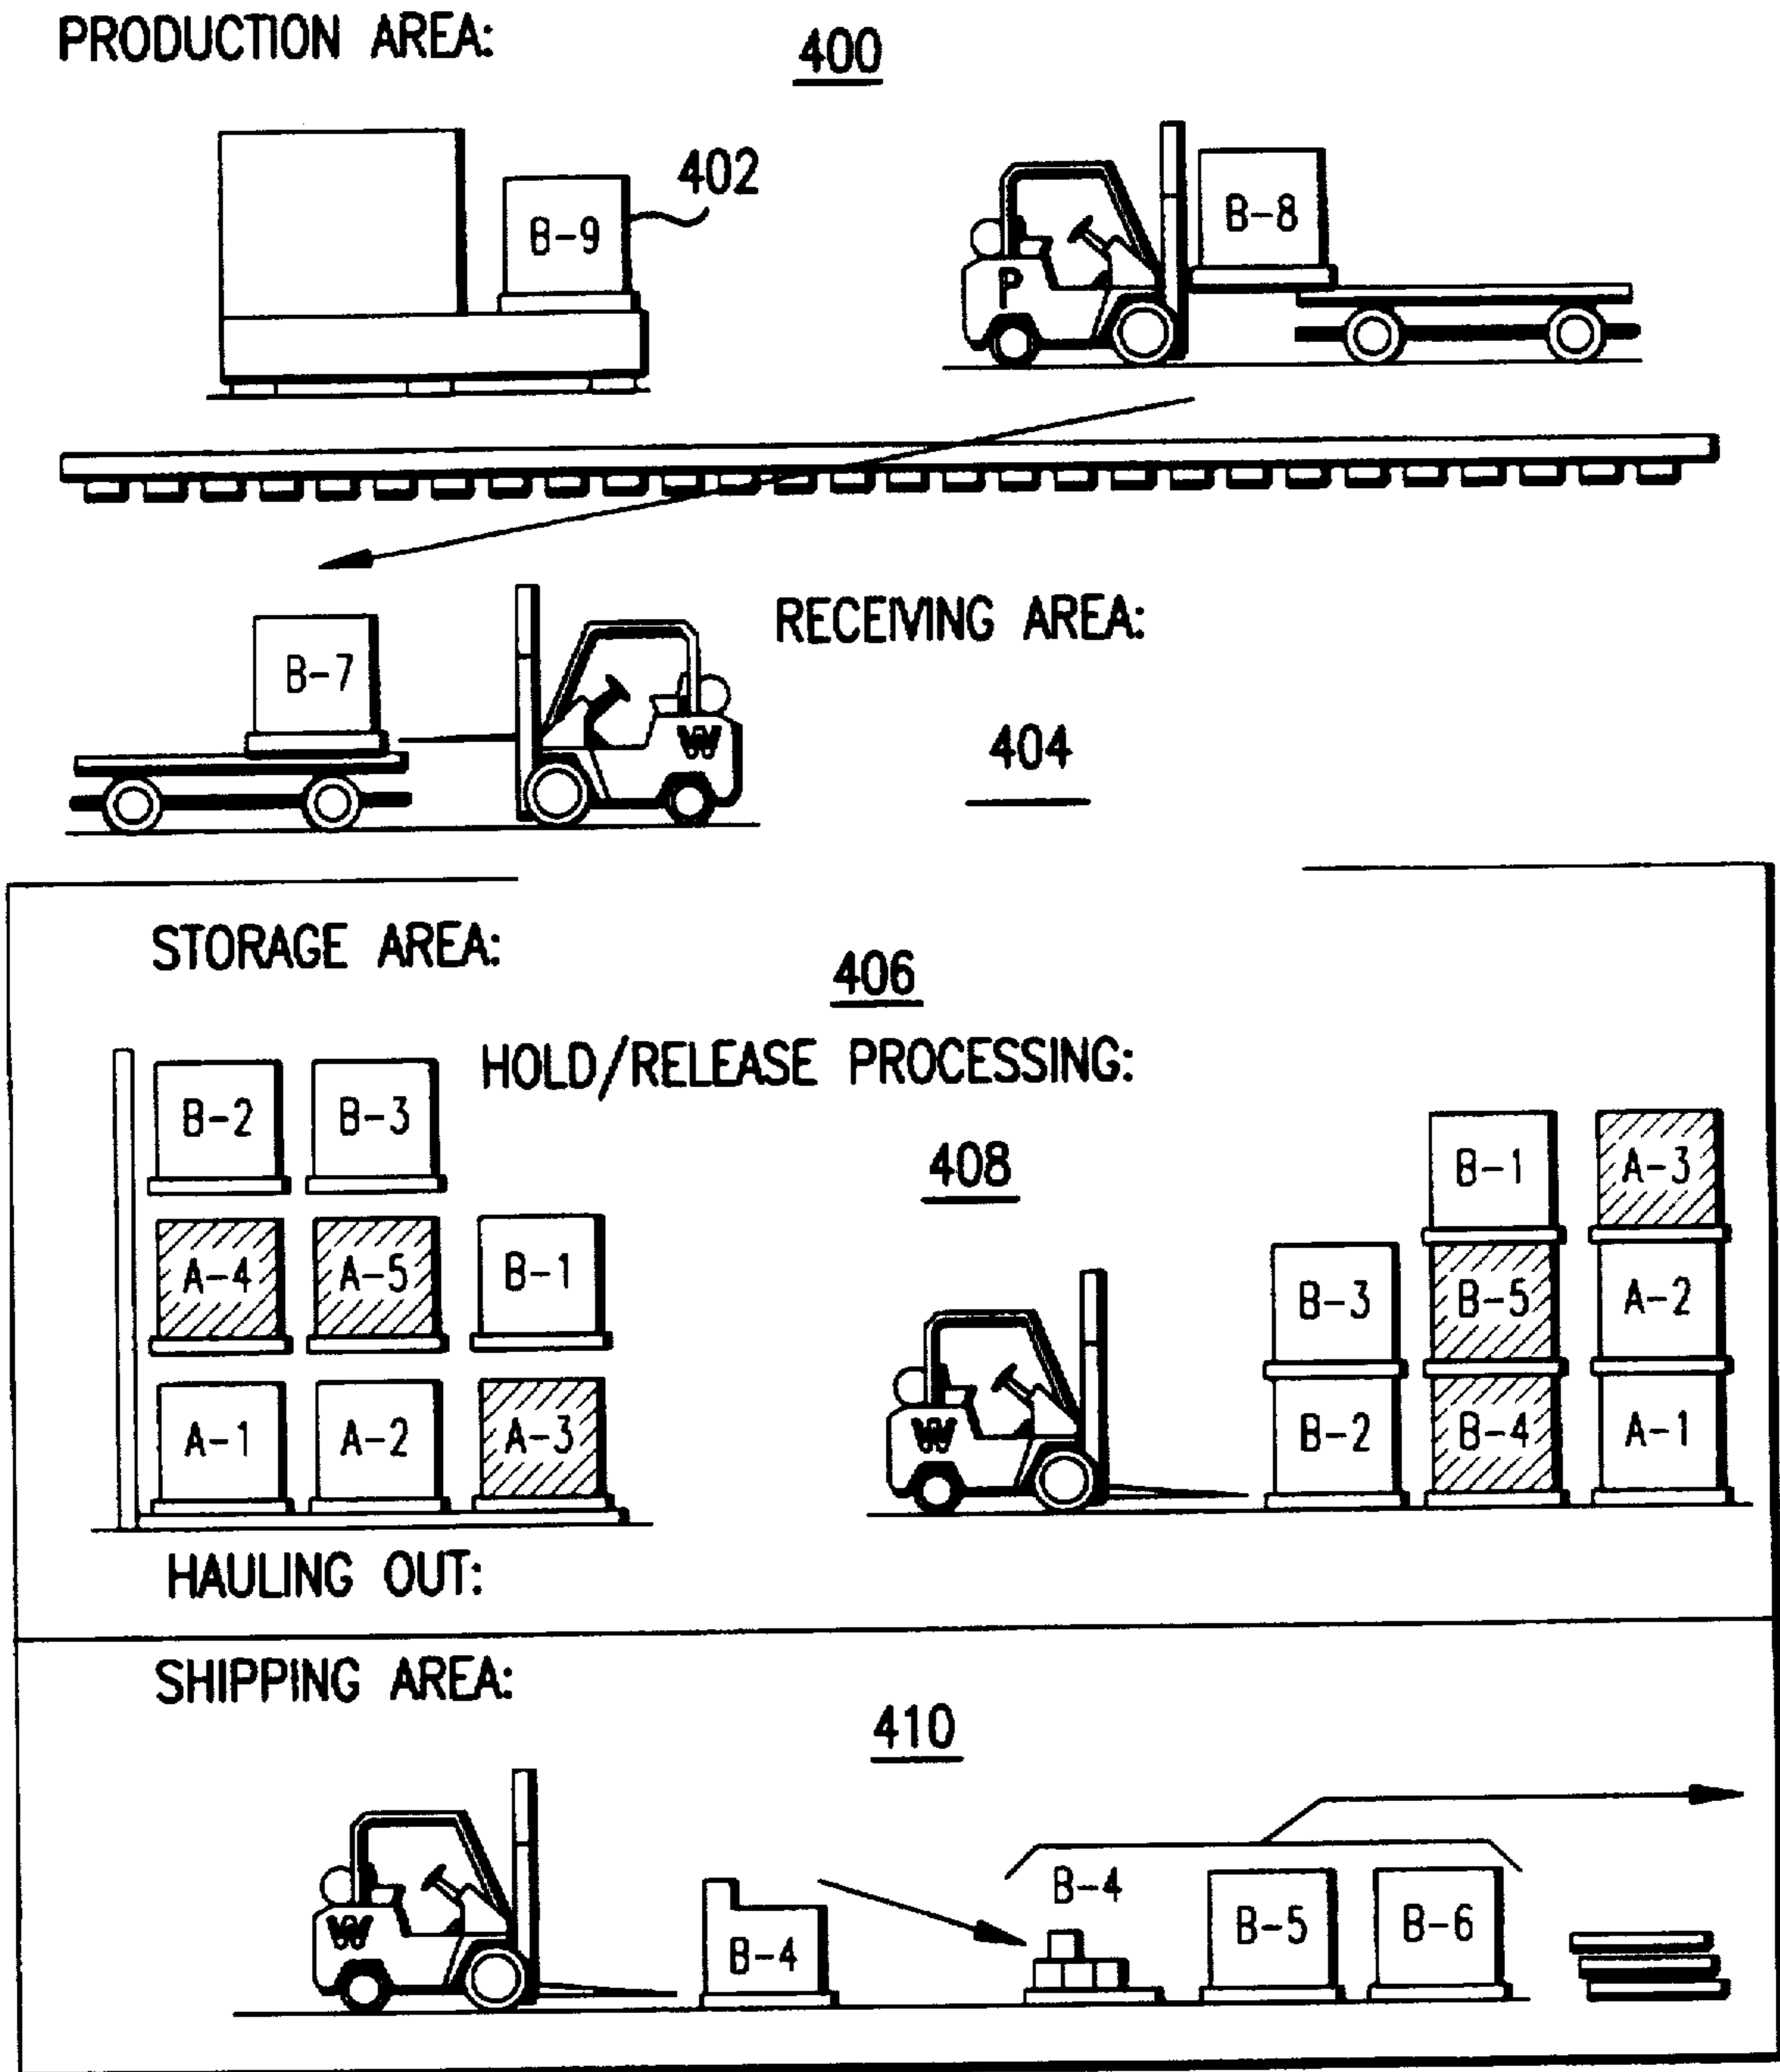 PRODUCTION AREA:
400
402
B-9
B-8
P
RECEIVING AREA:
B-7
W
404
STORAGE AREA:
406
HOLD/RELEASE PROCESSING:
408
B-2 B-3
A-4 A-5 B-1
A-1 A-2 A-3
B-1 A-3
B-3 B-5 A-2
B-2 B-4 A-1
W
HAULING OUT:
SHIPPING AREA:
410
W
B-4
B-4
B-5
B-6